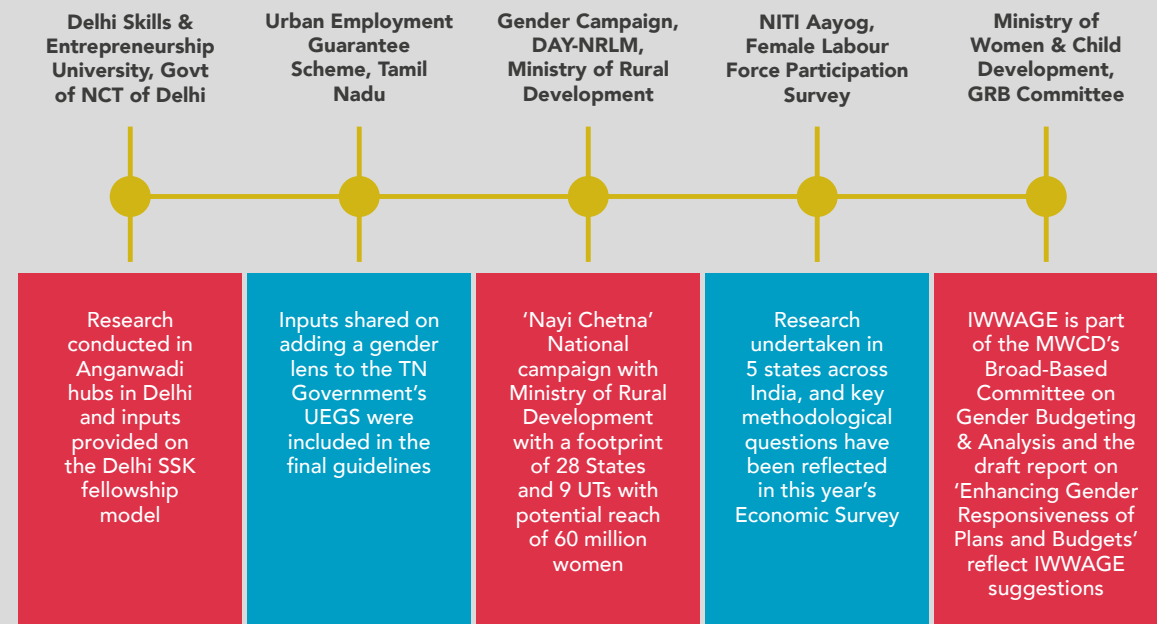 Delhi Skills &
Entrepreneurship
University, Govt
of NCT of Delhi
Urban Employment
Guarantee
Scheme, Tamil
Nadu
Gender Campaign,
DAY-NRLM,
Ministry of Rural
Development
NITI Aayog,
Female Labour
Force Participation
Survey
Ministry of
Women & Child
Development,
GRB Committee
Research
conducted in
Anganwadi
hubs in Delhi
and inputs
provided on
the Delhi SSK
fellowship
model
Inputs shared on
adding a gender
lens to the TN
Government’s
UEGS were
included in the
final guidelines
‘Nayi Chetna’
National
campaign with
Ministry of Rural
Development
with a footprint
of 28 States
and 9 UTs with
potential reach
of 60 million
women
Research
undertaken in
5 states across
India, and key
methodological
questions have
been reflected
in this year’s
Economic Survey
IWWAGE is part
of the MWCD’s
Broad-Based
Committee on
Gender Budgeting
& Analysis and the
draft report on
‘Enhancing Gender
Responsiveness of
Plans and Budgets’
reflect IWWAGE
suggestions